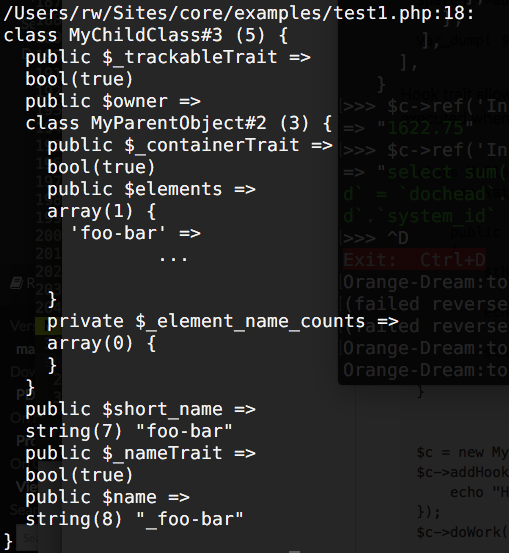 /Users/rw/Sites/core/examples/test1.php:18:
class MyChildClass#3 (5) {
  public $_trackableTrait =>
  bool(true)
  public $owner =>
  class MyParentObject#2 (3) {
    public $_containerTrait =>
    bool(true)
    public $elements =>
    array(1) {
      'foo-bar' =>
              ...

    }
    private $_element_name_counts =>
    array(0) {
    }
  }
  public $short_name =>
  string(7) "foo-bar"
  public $_nameTrait =>
  bool(true)
  public $name =>
  string(8) "_foo-bar"
}
],
],
}
>>> $c->ref('In
=> "1622.75"
>>> $c->ref('In
=> "select sum(
d` = `dochead`.
d`.`system_id`
>>> ^D
Exit:  Ctrl+D
Orange-Dream:to
(failed reverse
(failed reverse
Orange-Dream:to
Orange-Dream:to
}
$c = new My
$c->addHook
echo "H
});
$c->doWork(